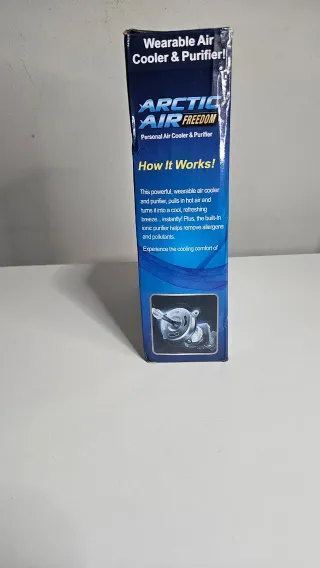 Wearable Air
Cooler & Purifier!
ARCTIC
AIR FREEDOM
Personal Air Cooler & Purifier
How It Works!
This powerful, wearable air cooler
and purifier, pulls in hot air and
turns it into a cool, refreshing
breeze... instantly! Plus, the built-in
ionic purifier helps remove allergens
and pollutants.
Experience the cooling comfort of